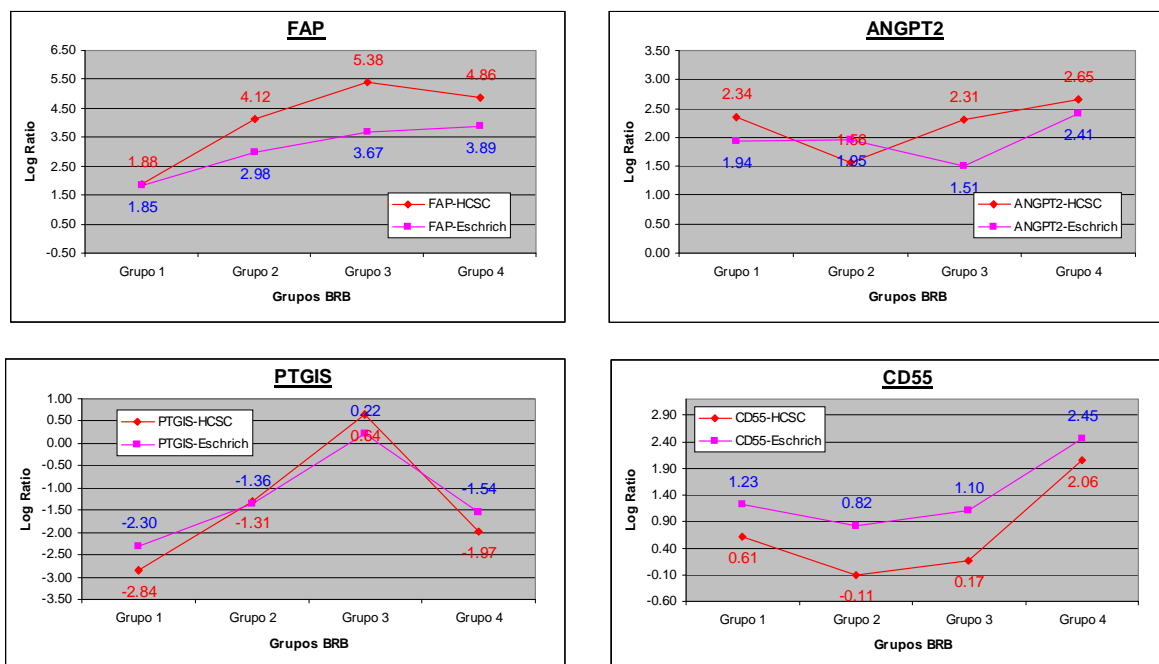 FAP
6.50
5.50
4.50
3.50
2.50
1.50
0.50
-0.50
Log Ratio
1.88
4.12
5.38
4.86
1.85
2.98
3.67
3.89
FAP-HCSC
FAP-Eschrich
Grupo 1
Grupo 2
Grupo 3
Grupo 4
Grupos BRB
ANGPT2
3.50
3.00
2.50
2.00
1.50
1.00
0.50
0.00
Log Ratio
2.34
1.58
2.31
2.65
1.94
1.95
1.51
2.41
ANGPT2-HCSC
ANGPT2-Eschrich
Grupo 1
Grupo 2
Grupo 3
Grupo 4
Grupos BRB
PTGIS
1.00
0.50
0.00
-0.50
-1.00
-1.50
-2.00
-2.50
-3.00
-3.50
Log Ratio
PTGIS-HCSC
PTGIS-Eschrich
-2.30
-1.36
0.22
-1.54
-2.84
-1.31
0.64
-1.97
Grupo 1
Grupo 2
Grupo 3
Grupo 4
Grupos BRB
CD55
2.90
2.40
1.90
1.40
0.90
0.40
-0.10
-0.60
Log Ratio
CD55-HCSC
CD55-Eschrich
1.23
0.82
1.10
2.45
0.61
-0.11
0.17
2.06
Grupo 1
Grupo 2
Grupo 3
Grupo 4
Grupos BRB